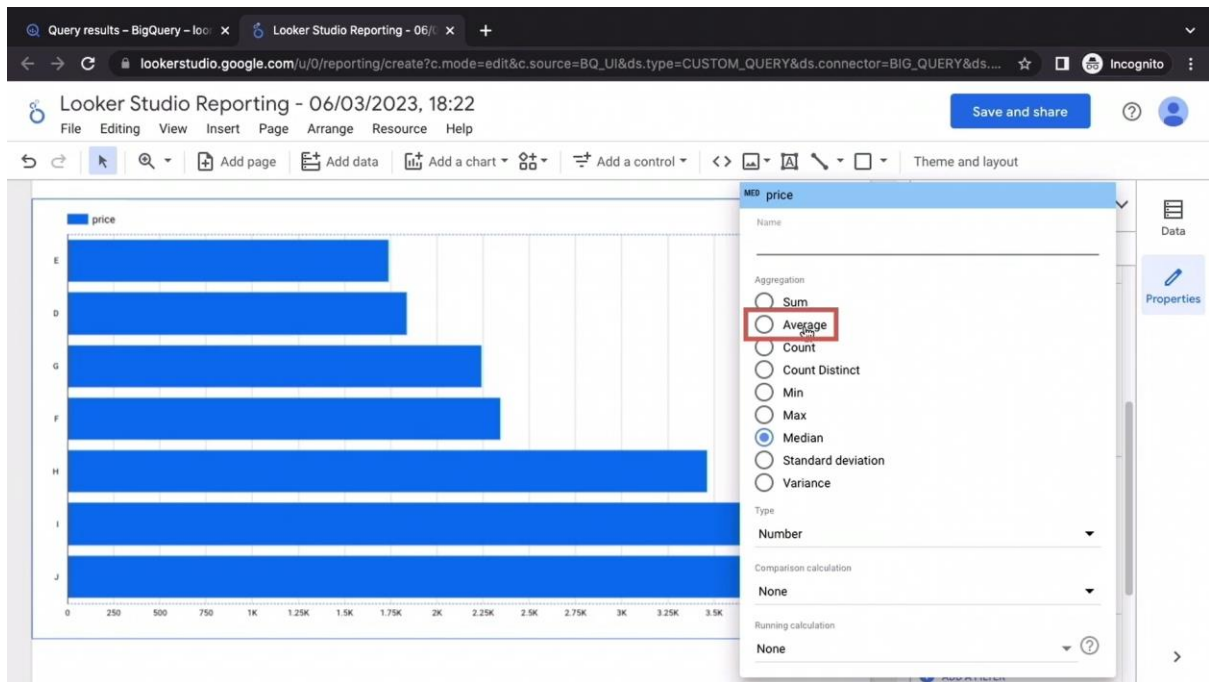 Query results – BigQuery – loo
Looker Studio Reporting - 06/0
lookerstudio.google.com/u/0/reporting/create?c.mode=edit&c.source=BQ_UI&ds.type=CUSTOM_QUERY&ds.connector=BIG_QUERY&ds....
Incognito
Looker Studio Reporting - 06/03/2023, 18:22
Save and share
File Editing View Insert Page Arrange Resource Help
Add page Add data Add a chart Add a control Theme and layout
MED price
price
Name
Data
E
Aggregation
Properties
Sum
D
Average
Count
G
Count Distinct
Min
F
Max
Median
H
Standard deviation
Variance
Type
I
Number
Comparison calculation
J
None
0 250 500 750 1K 1.25K 1.5K 1.75K 2K 2.25K 2.5K 2.75K 3K 3.25K 3.5K
Running calculation
None
ADD A FILTER